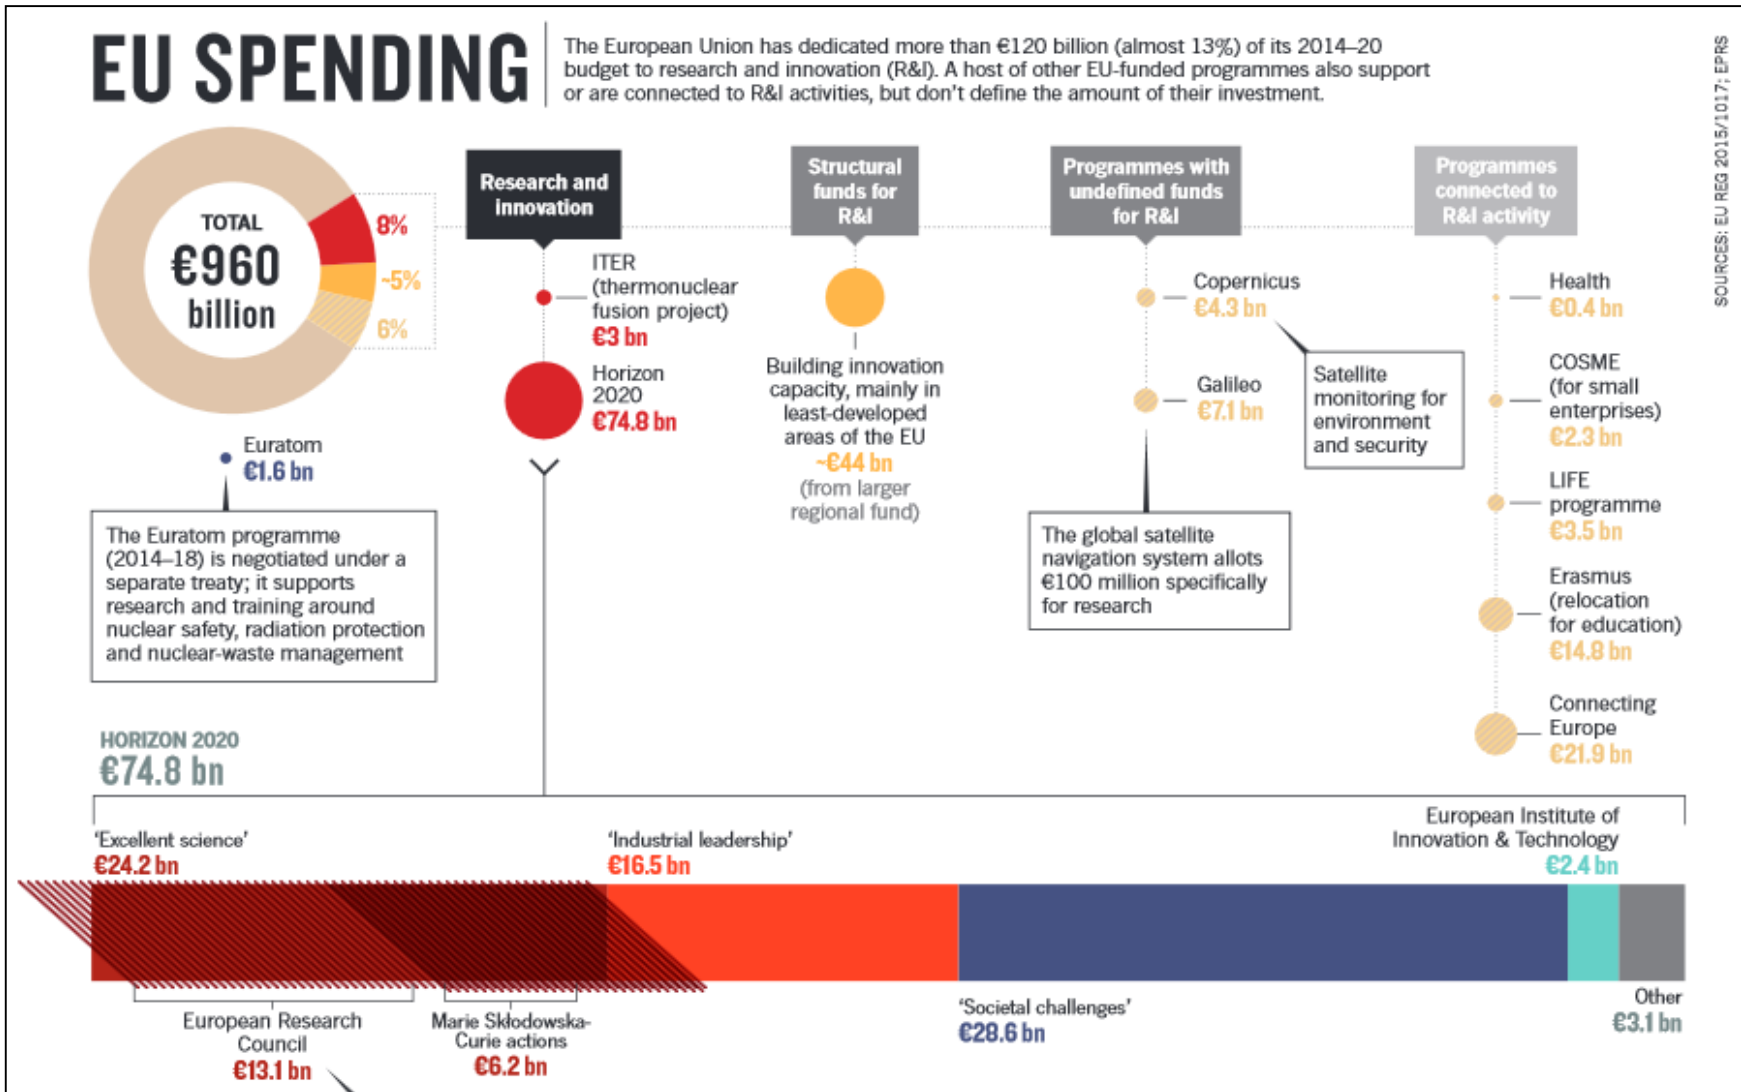 EU SPENDING
The European Union has dedicated more than €120 billion (almost 13%) of its 2014–20
budget to research and innovation (R&I). A host of other EU-funded programmes also support
or are connected to R&I activities, but don't define the amount of their investment.
SOURCES: EU REG 2015/1017; EPRS
TOTAL
€960
billion
8%
~5%
6%
Euratom
€1.6 bn
The Euratom programme
(2014–18) is negotiated under a
separate treaty; it supports
research and training around
nuclear safety, radiation protection
and nuclear-waste management
Research and
innovation
ITER
(thermonuclear
fusion project)
€3 bn
Horizon
2020
€74.8 bn
Structural
funds for
R&I
Building innovation
capacity, mainly in
least-developed
areas of the EU
~€44 bn
(from larger
regional fund)
Programmes with
undefined funds
for R&I
Copernicus
€4.3 bn
Satellite
monitoring for
environment
and security
Galileo
€7.1 bn
The global satellite
navigation system allots
€100 million specifically
for research
Programmes
connected to
R&I activity
Health
€0.4 bn
COSME
(for small
enterprises)
€2.3 bn
LIFE
programme
€3.5 bn
Erasmus
(relocation
for education)
€14.8 bn
Connecting
Europe
€21.9 bn
HORIZON 2020
€74.8 bn
'Excellent science'
€24.2 bn
'Industrial leadership'
€16.5 bn
European Institute of
Innovation & Technology
€2.4 bn
European Research
Council
€13.1 bn
Marie Skłodowska-
Curie actions
€6.2 bn
'Societal challenges'
€28.6 bn
Other
€3.1 bn